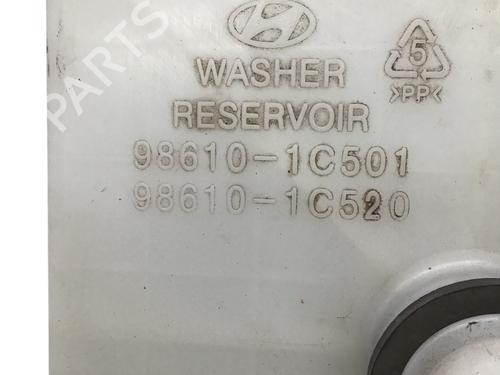 5
WASHER
>PP<
RESERVOIR
98610-1C501
98610-1C520
B-PARTS